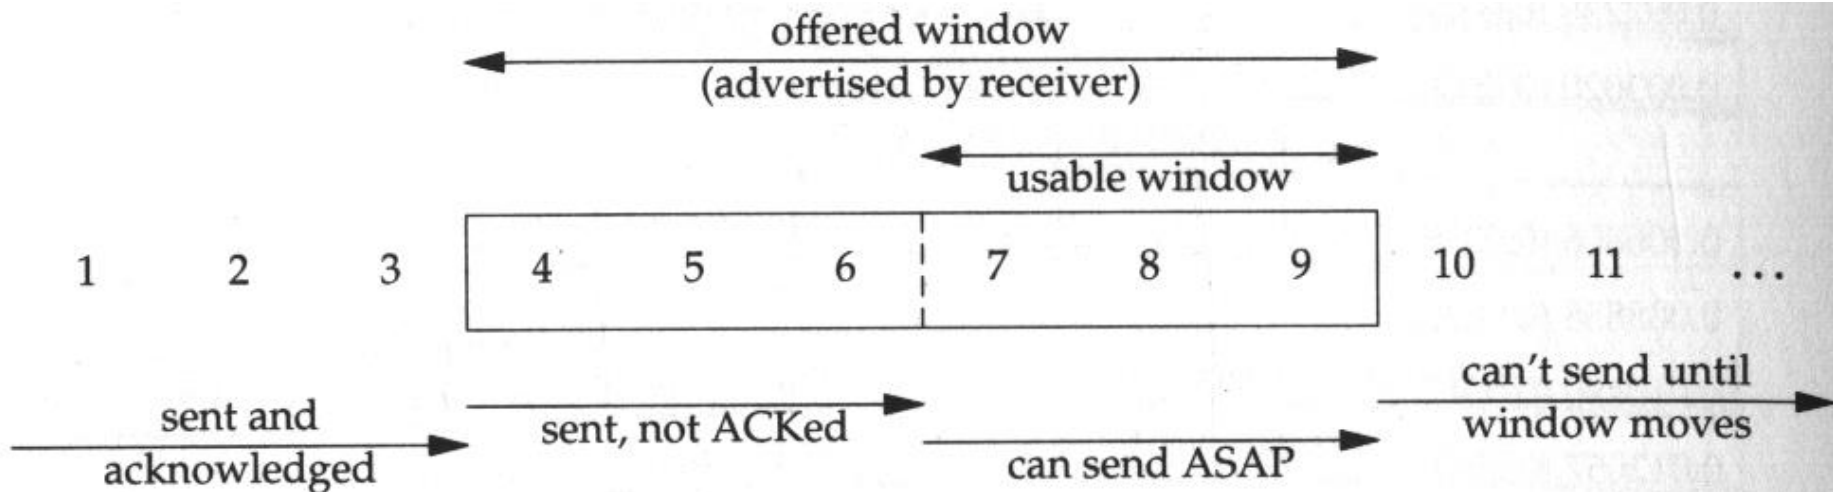 offered window
(advertised by receiver)
usable window
1 2 3 4 5 6 7 8 9 10 11 ...
sent and
acknowledged
sent, not ACKed
can send ASAP
can't send until
window moves